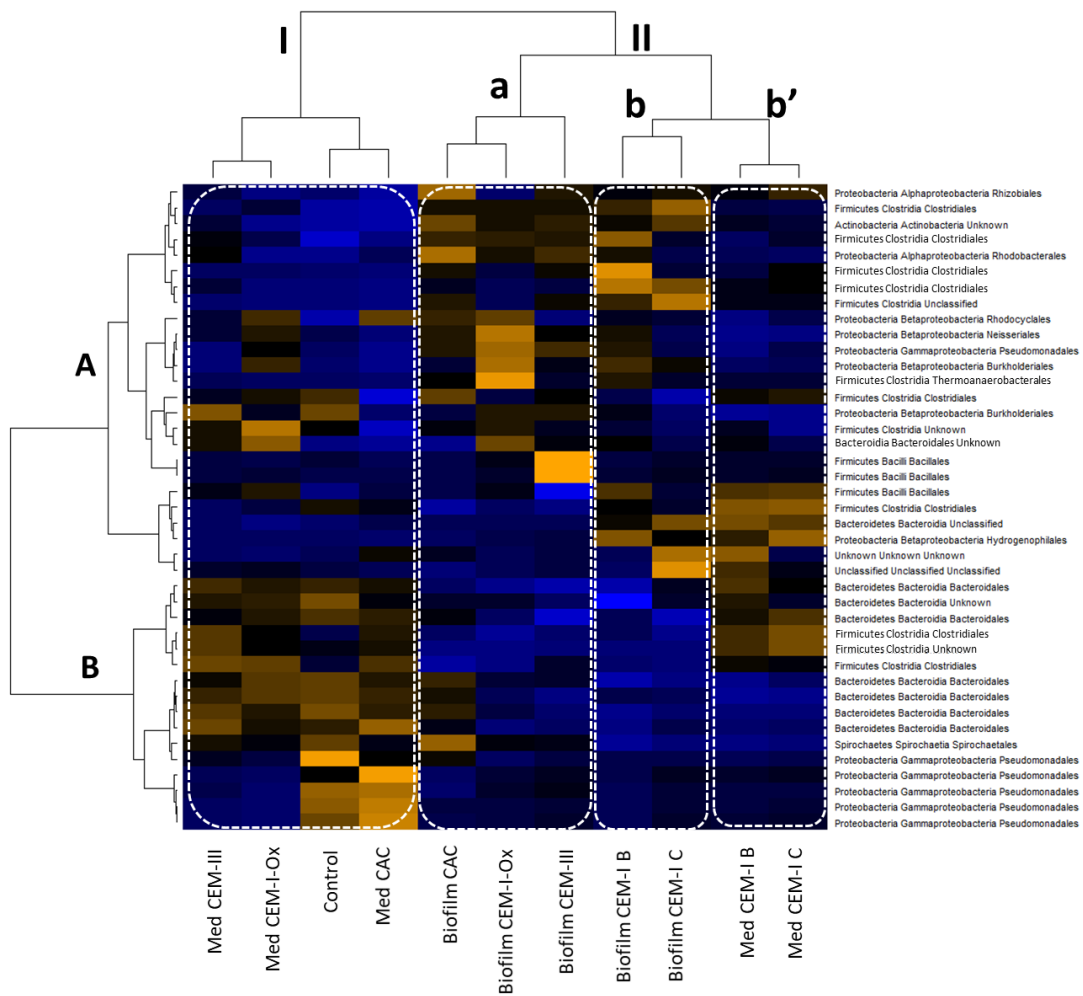 I
II
a
b
b’
A
B
Proteobacteria Alphaproteobacteria Rhizobiales
Firmicutes Clostridia Clostridiales
Actinobacteria Actinobacteria Unknown
Firmicutes Clostridia Clostridiales
Proteobacteria Alphaproteobacteria Rhodobacterales
Firmicutes Clostridia Clostridiales
Firmicutes Clostridia Clostridiales
Firmicutes Clostridia Unclassified
Proteobacteria Betaproteobacteria Rhodocyclales
Proteobacteria Betaproteobacteria Neisseriales
Proteobacteria Gammaproteobacteria Pseudomonadales
Proteobacteria Betaproteobacteria Burkholderiales
Firmicutes Clostridia Thermoanaerobacterales
Firmicutes Clostridia Clostridiales
Proteobacteria Betaproteobacteria Burkholderiales
Firmicutes Clostridia Unknown
Bacteroidia Bacteroidales Unknown
Firmicutes Bacilli Bacillales
Firmicutes Bacilli Bacillales
Firmicutes Bacilli Bacillales
Firmicutes Clostridia Clostridiales
Bacteroidetes Bacteroidia Unclassified
Proteobacteria Betaproteobacteria Hydrogenophilales
Unknown Unknown Unknown
Unclassified Unclassified Unclassified
Bacteroidetes Bacteroidia Bacteroidales
Bacteroidetes Bacteroidia Unknown
Bacteroidetes Bacteroidia Bacteroidales
Firmicutes Clostridia Clostridiales
Firmicutes Clostridia Unknown
Firmicutes Clostridia Clostridiales
Bacteroidetes Bacteroidia Bacteroidales
Bacteroidetes Bacteroidia Bacteroidales
Bacteroidetes Bacteroidia Bacteroidales
Bacteroidetes Bacteroidia Bacteroidales
Spirochaetes Spirochaetia Spirochaetales
Proteobacteria Gammaproteobacteria Pseudomonadales
Proteobacteria Gammaproteobacteria Pseudomonadales
Proteobacteria Gammaproteobacteria Pseudomonadales
Proteobacteria Gammaproteobacteria Pseudomonadales
Proteobacteria Gammaproteobacteria Pseudomonadales
Med CEM-III
Med CEM-I-Ox
Control
Med CAC
Biofilm CAC
Biofilm CEM-I-Ox
Biofilm CEM-III
Biofilm CEM-I B
Biofilm CEM-I C
Med CEM-I B
Med CEM-I C